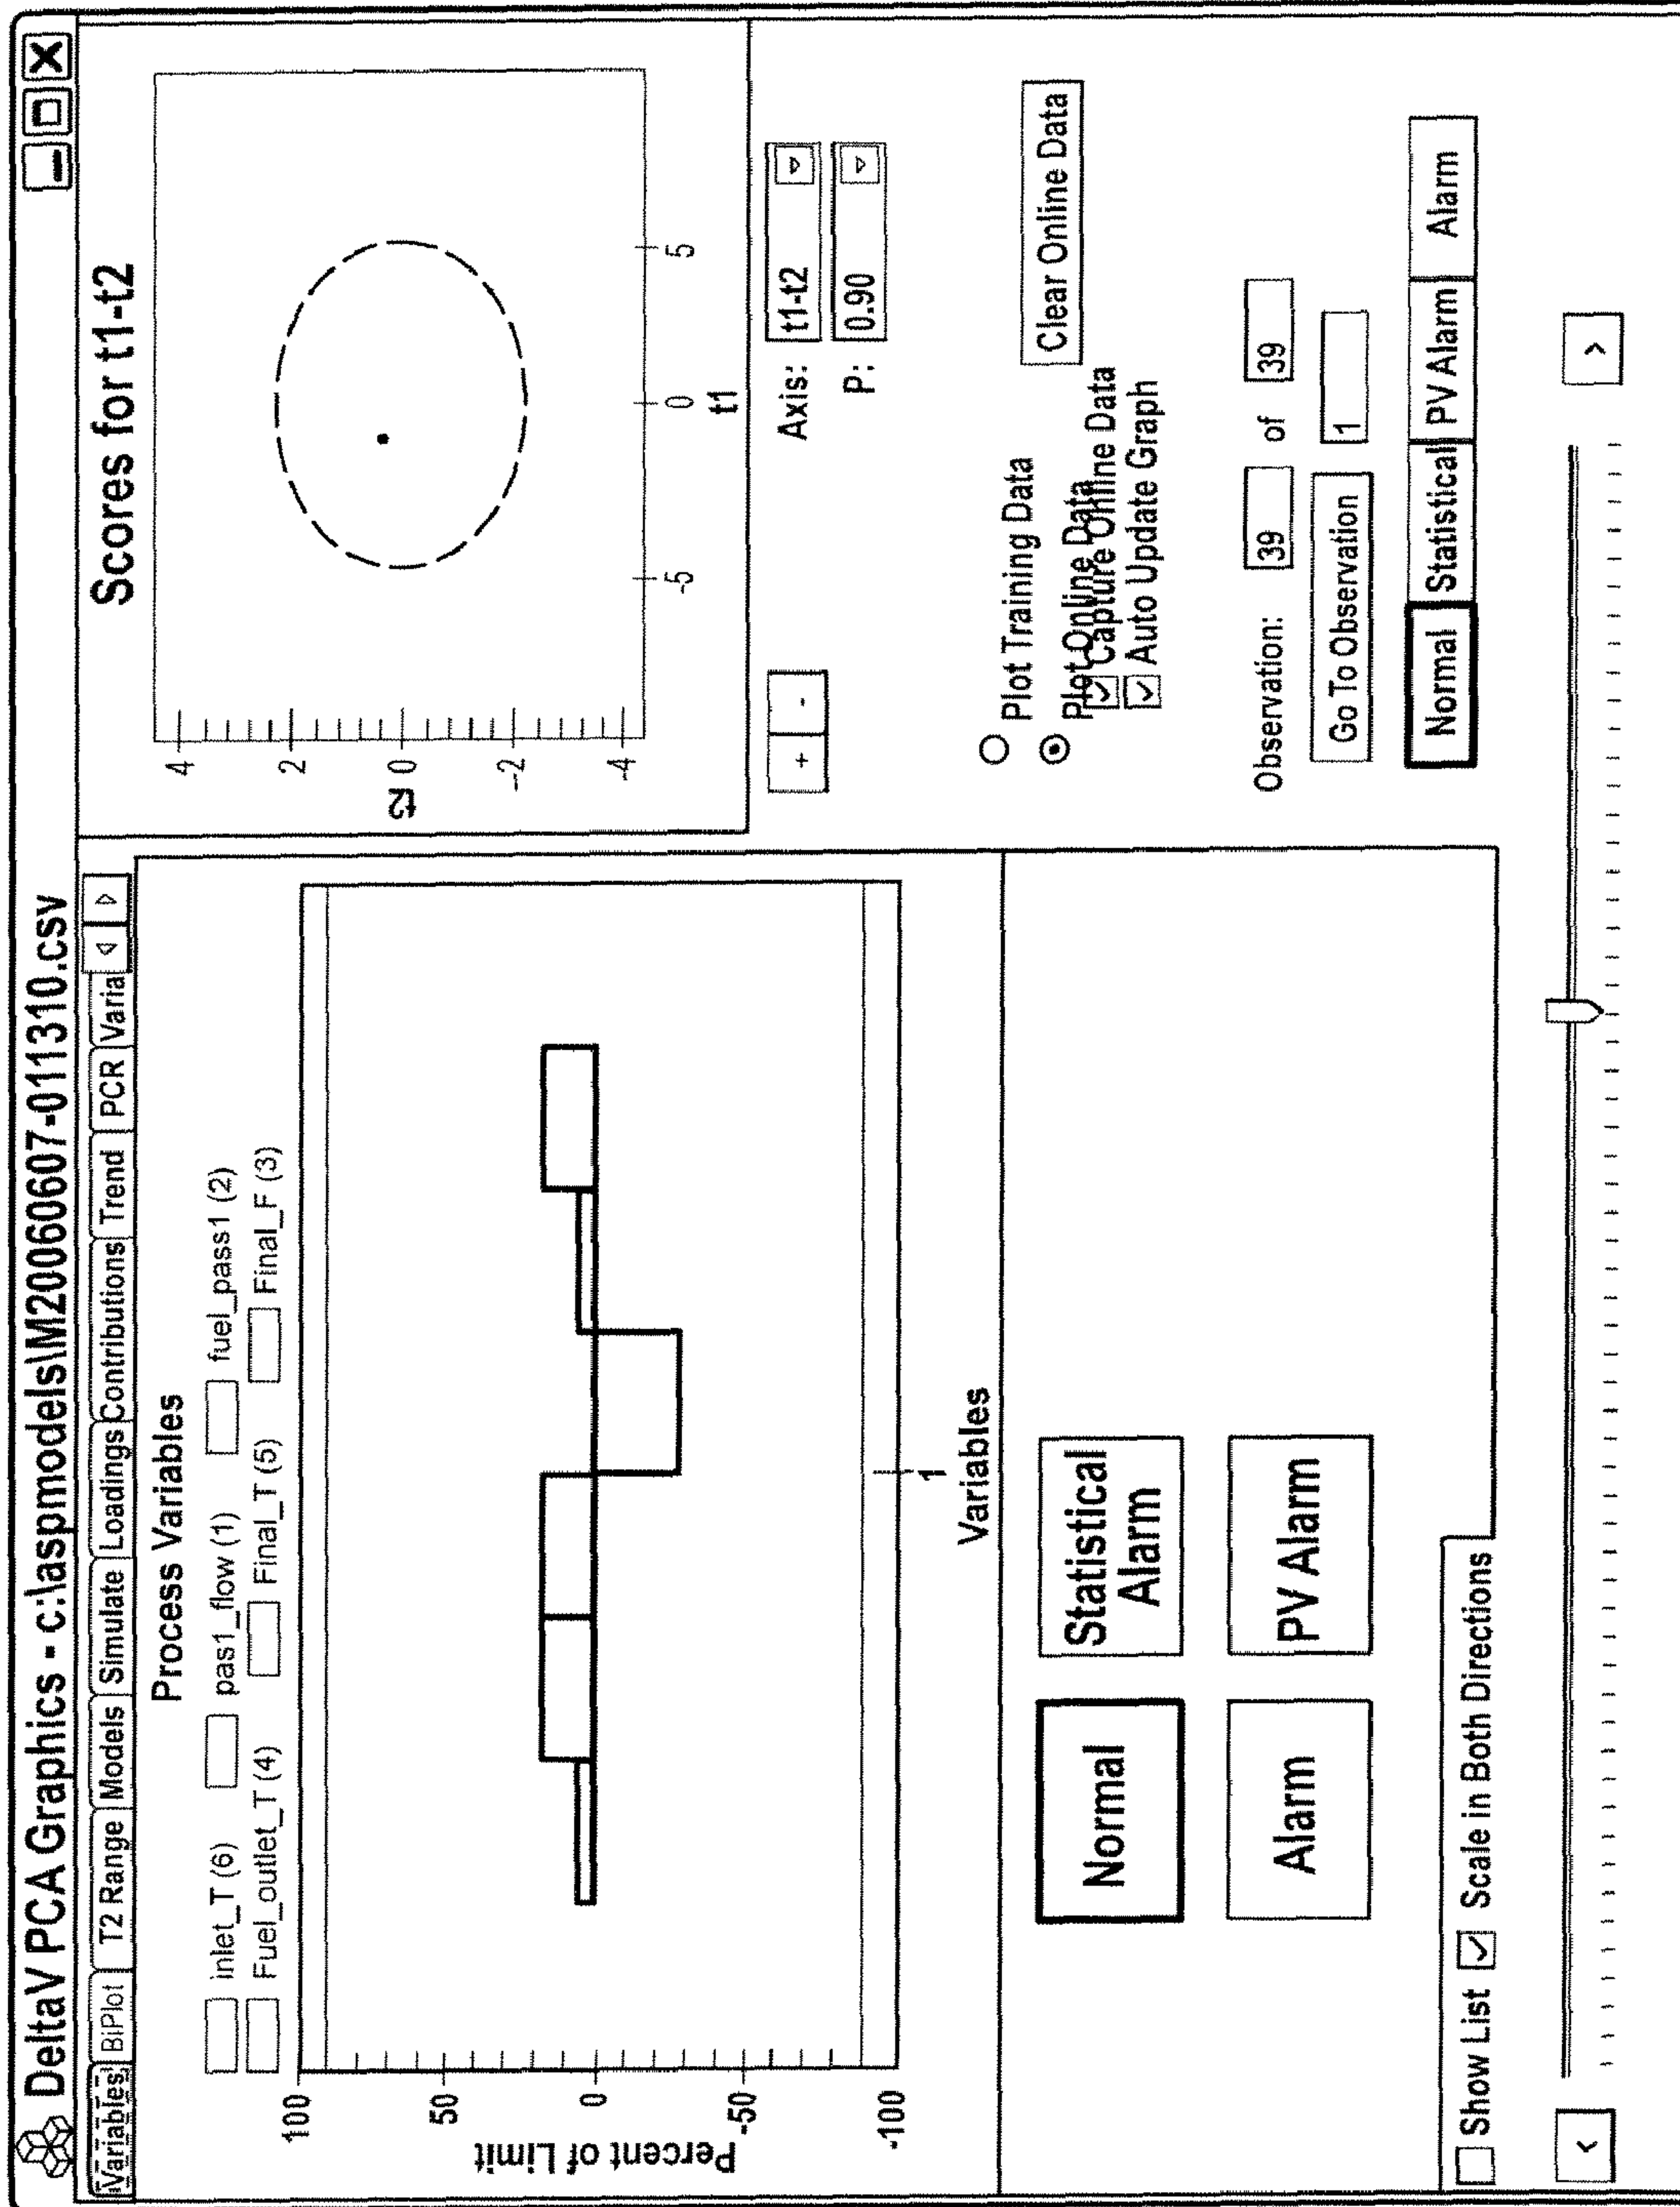 DeltaV PCA Graphics - c:\aspmodels\M20060607-011310.csv
Variables BiPlot T2 Range Models Simulate Loadings Contributions Trend PCR Varia
Process Variables
inlet_T (6) pas1_flow (1) fuel_pass1 (2)
Fuel_outlet_T (4) Final_T (5) Final_F (3)
100
50
0
-50
-100
Percent of Limit
1
Variables
Normal
Statistical
Alarm
Alarm
PV Alarm
Show List Scale in Both Directions
< >
Scores for t1-t2
4
2
0
-2
-4
t2
-5 0 5
t1
+ -
Axis: t1-t2
P: 0.90
Plot Training Data
Plot Online Data
Capture Online Data
Auto Update Graph
Clear Online Data
Observation: 39 of 39
Go To Observation 1
Normal Statistical PV Alarm Alarm